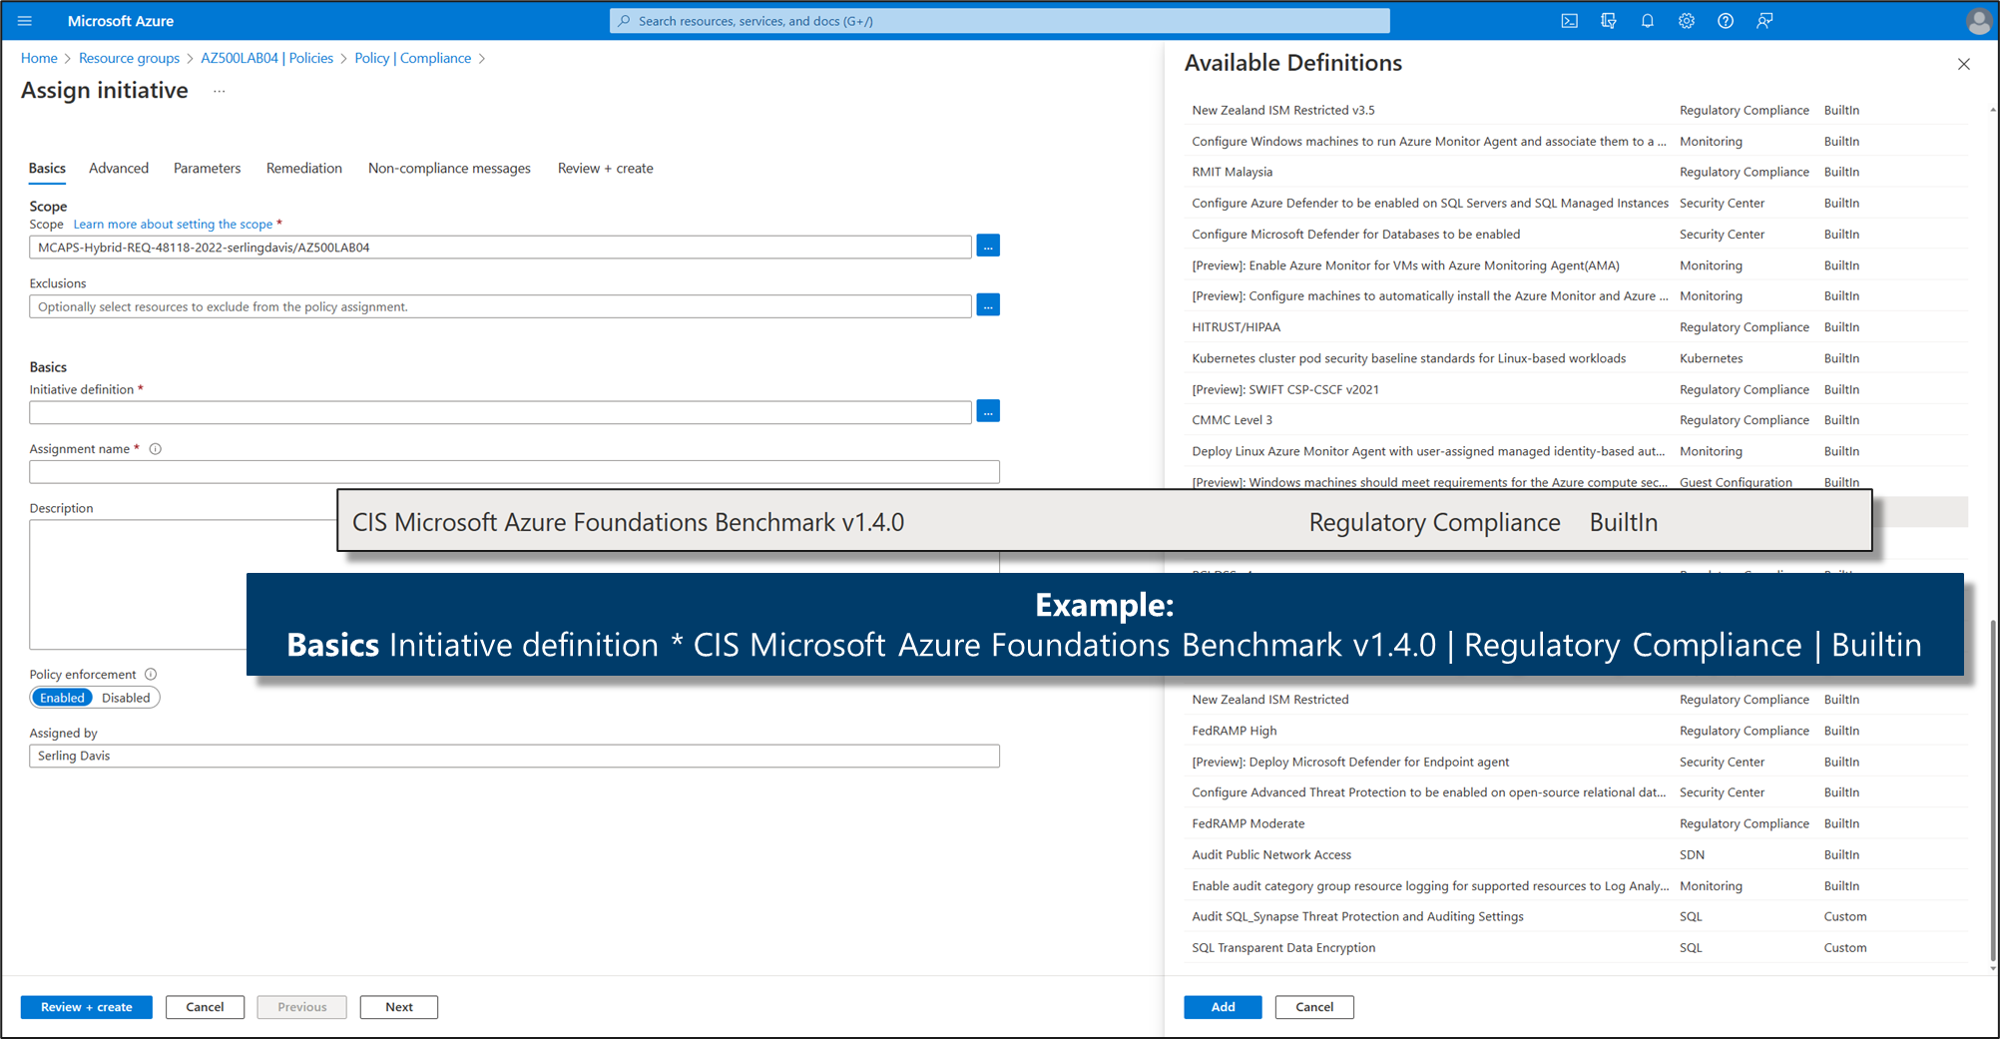 Microsoft Azure
Search resources, services, and docs (G+/)
Home > Resource groups > AZ500LAB04 | Policies > Policy | Compliance >
Assign initiative ...
Basics Advanced Parameters Remediation Non-compliance messages Review + create
Scope
Scope Learn more about setting the scope *
MCAPS-Hybrid-REQ-48118-2022-serlingdavis/AZ500LAB04
...
Exclusions
Optionally select resources to exclude from the policy assignment.
...
Basics
Initiative definition *
...
Assignment name *
Description
Policy enforcement
Enabled Disabled
Assigned by
Serling Davis
Review + create Cancel Previous Next
Available Definitions
New Zealand ISM Restricted v3.5 Regulatory Compliance BuiltIn
Configure Windows machines to run Azure Monitor Agent and associate them to a ... Monitoring BuiltIn
RMIT Malaysia Regulatory Compliance BuiltIn
Configure Azure Defender to be enabled on SQL Servers and SQL Managed Instances Security Center BuiltIn
Configure Microsoft Defender for Databases to be enabled Security Center BuiltIn
[Preview]: Enable Azure Monitor for VMs with Azure Monitoring Agent(AMA) Monitoring BuiltIn
[Preview]: Configure machines to automatically install the Azure Monitor and Azure ... Monitoring BuiltIn
HITRUST/HIPAA Regulatory Compliance BuiltIn
Kubernetes cluster pod security baseline standards for Linux-based workloads Kubernetes BuiltIn
[Preview]: SWIFT CSP-CSCF v2021 Regulatory Compliance BuiltIn
CMMC Level 3 Regulatory Compliance BuiltIn
Deploy Linux Azure Monitor Agent with user-assigned managed identity-based aut... Monitoring BuiltIn
[Preview]: Windows machines should meet requirements for the Azure compute sec... Guest Configuration BuiltIn
CIS Microsoft Azure Foundations Benchmark v1.4.0 Regulatory Compliance BuiltIn
Example:
Basics Initiative definition * CIS Microsoft Azure Foundations Benchmark v1.4.0 | Regulatory Compliance | Builtin
New Zealand ISM Restricted Regulatory Compliance BuiltIn
FedRAMP High Regulatory Compliance BuiltIn
[Preview]: Deploy Microsoft Defender for Endpoint agent Security Center BuiltIn
Configure Advanced Threat Protection to be enabled on open-source relational dat... Security Center BuiltIn
FedRAMP Moderate Regulatory Compliance BuiltIn
Audit Public Network Access SDN BuiltIn
Enable audit category group resource logging for supported resources to Log Analy... Monitoring BuiltIn
Audit SQL_Synapse Threat Protection and Auditing Settings SQL Custom
SQL Transparent Data Encryption SQL Custom
Add Cancel